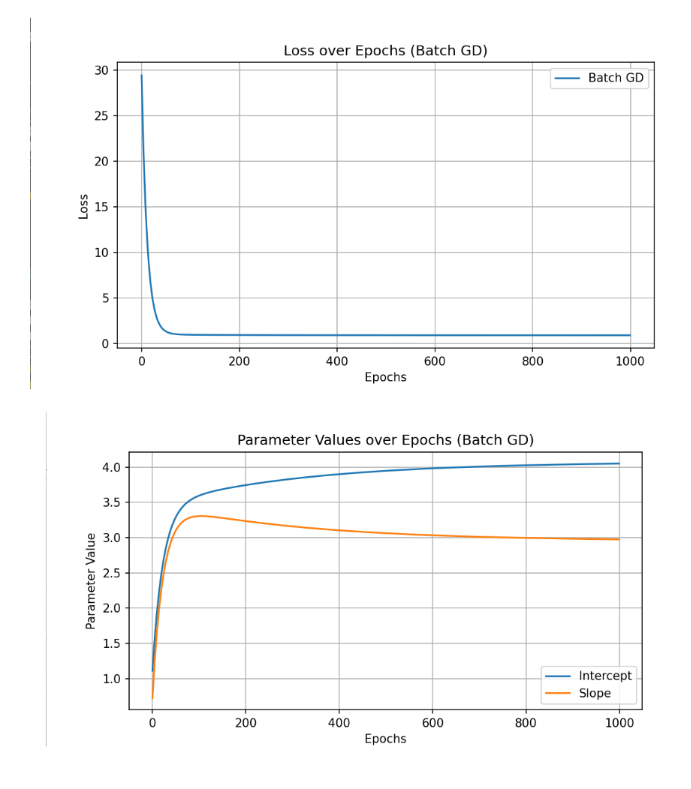 Loss over Epochs (Batch GD)
30
25
20
15
10
5
0
Loss
Batch GD
0 200 400 600 800 1000
Epochs
Parameter Values over Epochs (Batch GD)
4.0
3.5
3.0
2.5
2.0
1.5
1.0
Parameter Value
Intercept
Slope
0 200 400 600 800 1000
Epochs